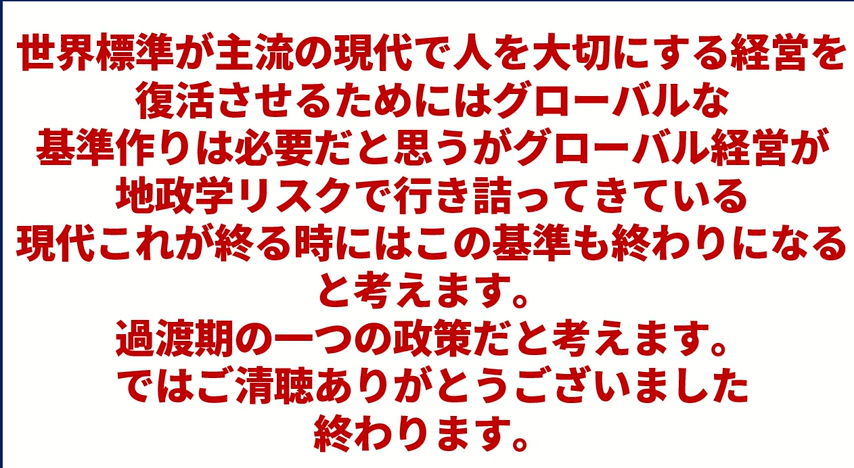 世界標準が主流の現代で人を大切にする経営を
復活させるためにはグローバルな
基準作りは必要だと思うがグローバル経営が
地政学リスクで行き詰ってきている
現代これが終る時にはこの基準も終わりになる
と考えます。
過渡期の一つの政策だと考えます。
ではご清聴ありがとうございました
終わります。